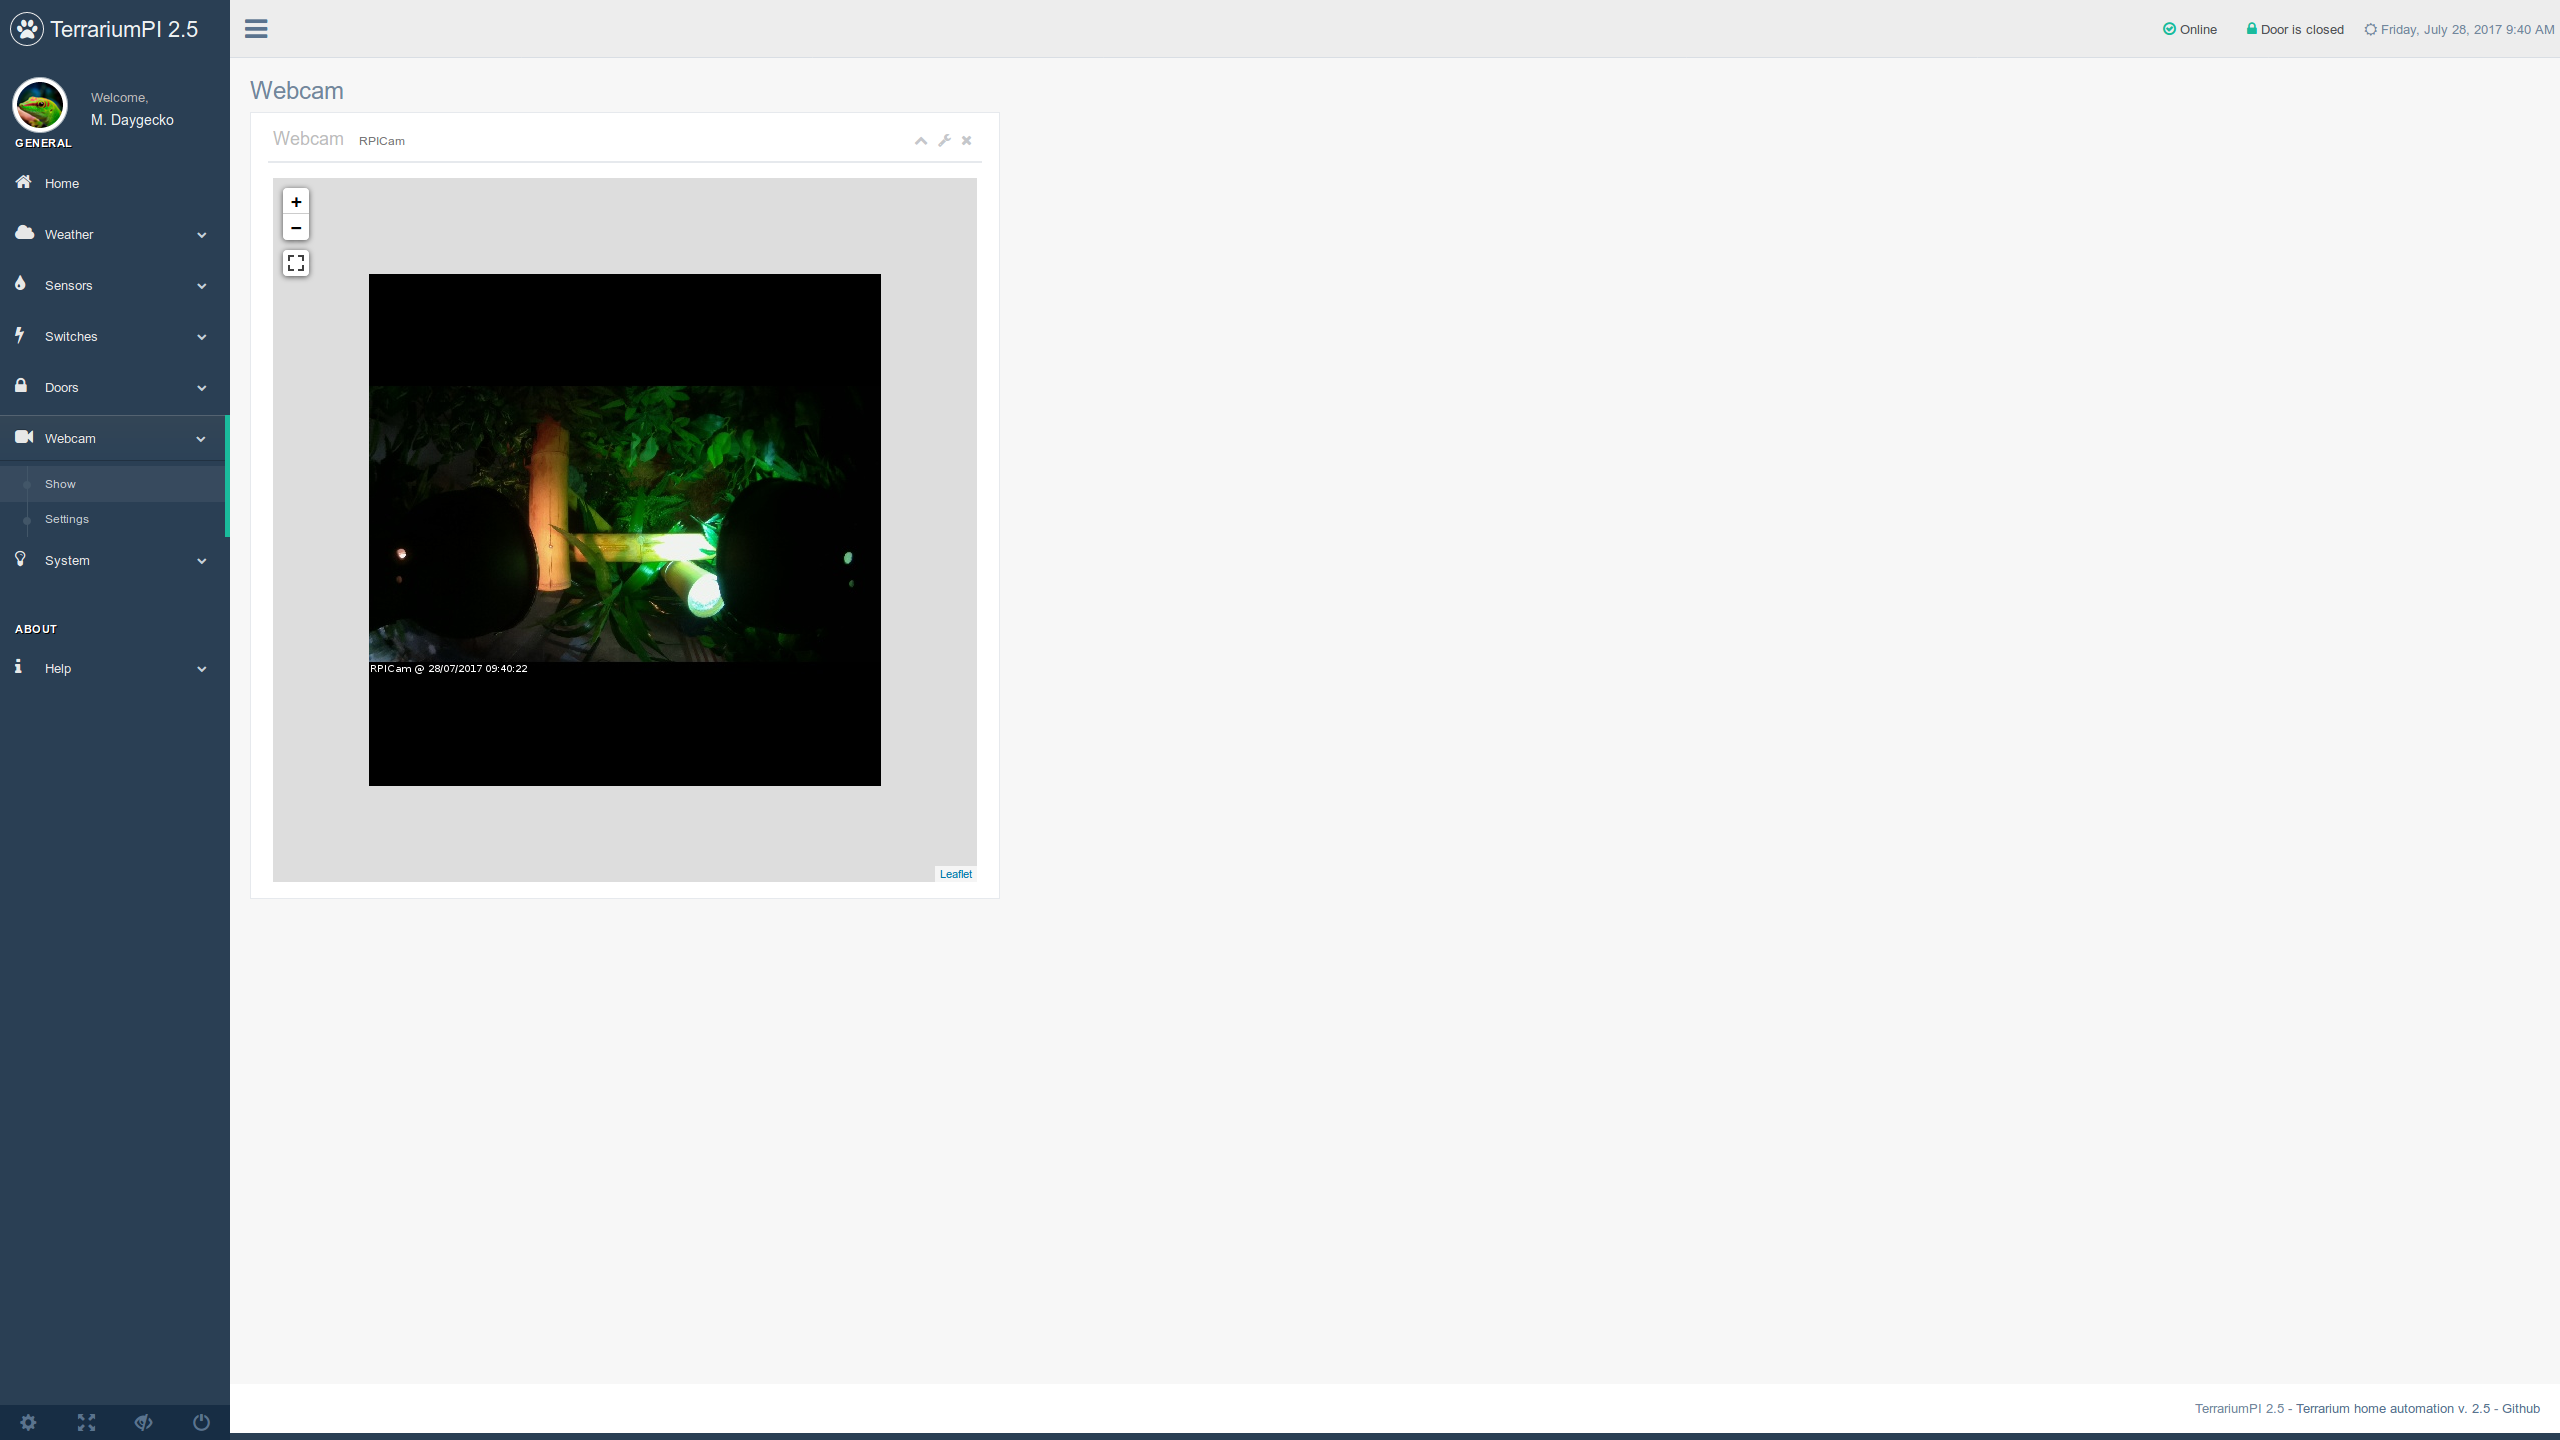 TerrariumPI 2.5
Online
Door is closed
Friday, July 28, 2017 9:40 AM
Welcome,
M. Daygecko
GENERAL
Home
Weather
Sensors
Switches
Doors
Webcam
Show
Settings
System
ABOUT
Help
Webcam
Webcam RPICam
+
−
RPICam @ 28/07/2017 09:40:22
Leaflet
TerrariumPI 2.5 - Terrarium home automation v. 2.5 - Github